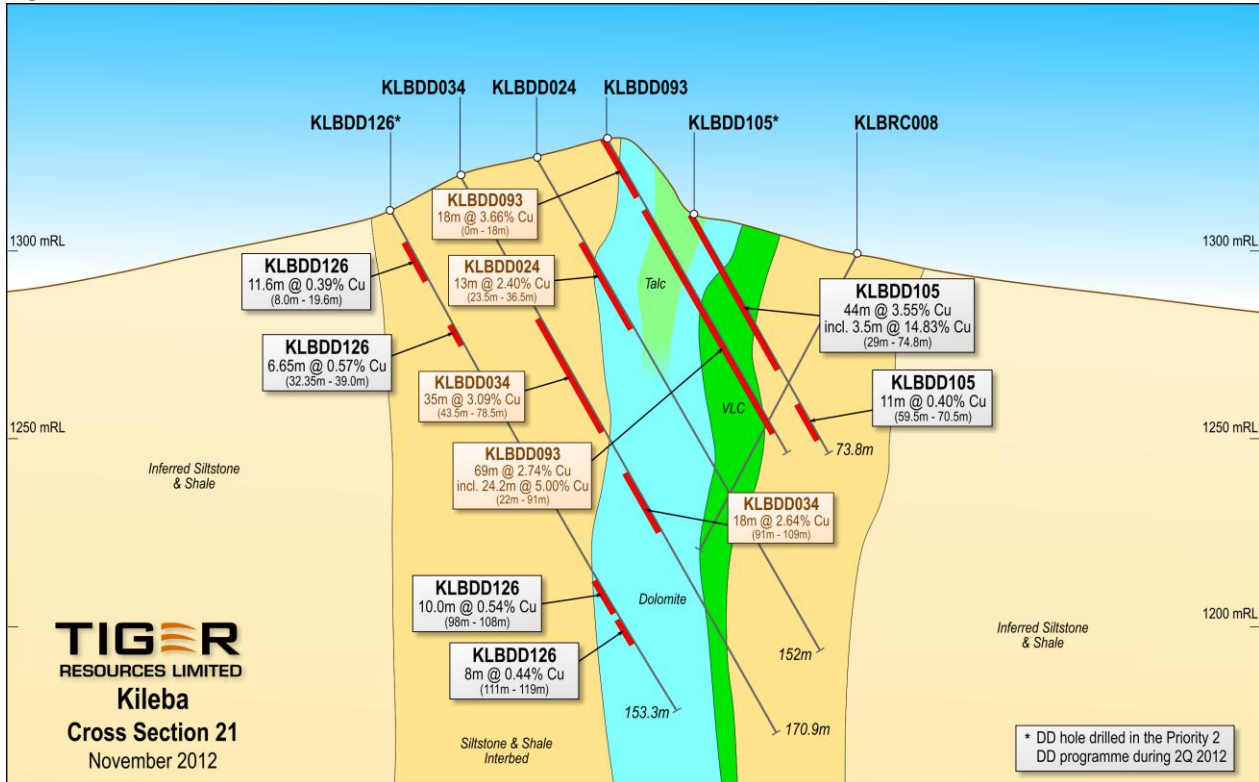 KLBDD034
KLBDD024
KLBDD093
KLBDD126*
KLBDD105*
KLBRC008
1300 mRL
1300 mRL
KLBDD093
18m @ 3.66% Cu
(0m - 18m)
KLBDD126
11.6m @ 0.39% Cu
(8.0m - 19.6m)
KLBDD024
13m @ 2.40% Cu
(23.5m - 36.5m)
Talc
KLBDD105
44m @ 3.55% Cu
incl. 3.5m @ 14.83% Cu
(29m - 74.8m)
KLBDD126
6.65m @ 0.57% Cu
(32.35m - 39.0m)
KLBDD034
35m @ 3.09% Cu
(43.5m - 78.5m)
KLBDD105
11m @ 0.40% Cu
(59.5m - 70.5m)
VLC
1250 mRL
1250 mRL
73.8m
Inferred Siltstone
& Shale
KLBDD093
69m @ 2.74% Cu
incl. 24.2m @ 5.00% Cu
(22m - 91m)
KLBDD034
18m @ 2.64% Cu
(91m - 109m)
KLBDD126
10.0m @ 0.54% Cu
(98m - 108m)
Dolomite
1200 mRL
1200 mRL
Inferred Siltstone
& Shale
KLBDD126
8m @ 0.44% Cu
(111m - 119m)
152m
153.3m
170.9m
TIGER
RESOURCES LIMITED
Kileba
Cross Section 21
November 2012
Siltstone & Shale
Interbed
* DD hole drilled in the Priority 2
DD programme during 2Q 2012